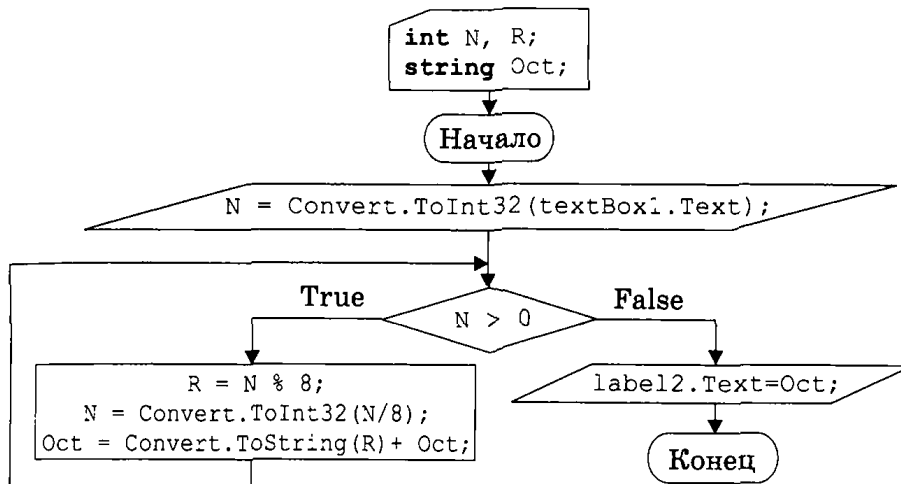 int N, R;
string Oct;
Начало
N = Convert.ToInt32(textBox1.Text);
True
False
N > 0
R = N % 8;
N = Convert.ToInt32(N/8);
Oct = Convert.ToString(R)+ Oct;
label2.Text=Oct;
Конец